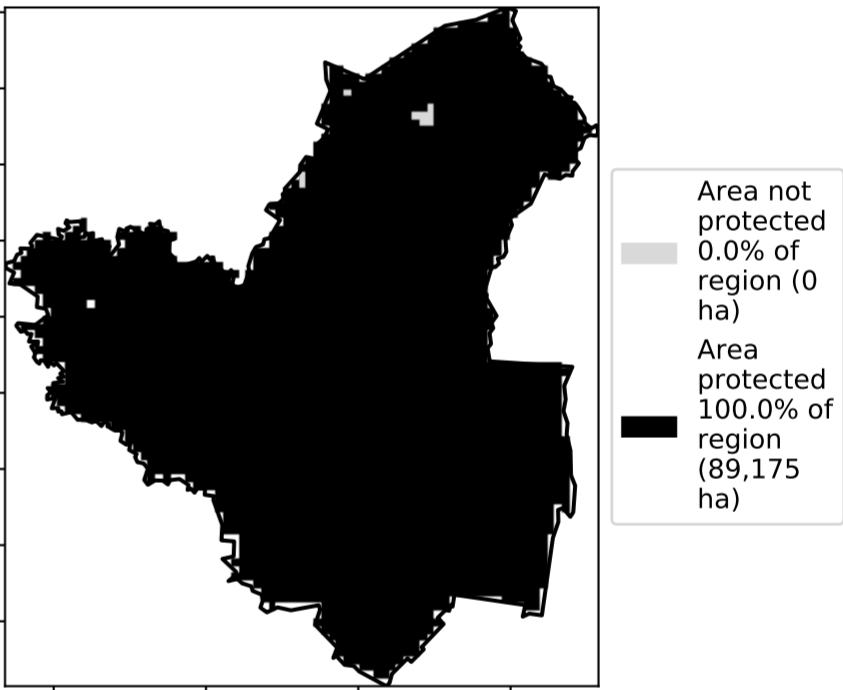 Area not
protected
0.0% of
region (0
ha)
Area
protected
100.0% of
region
(89,175
ha)